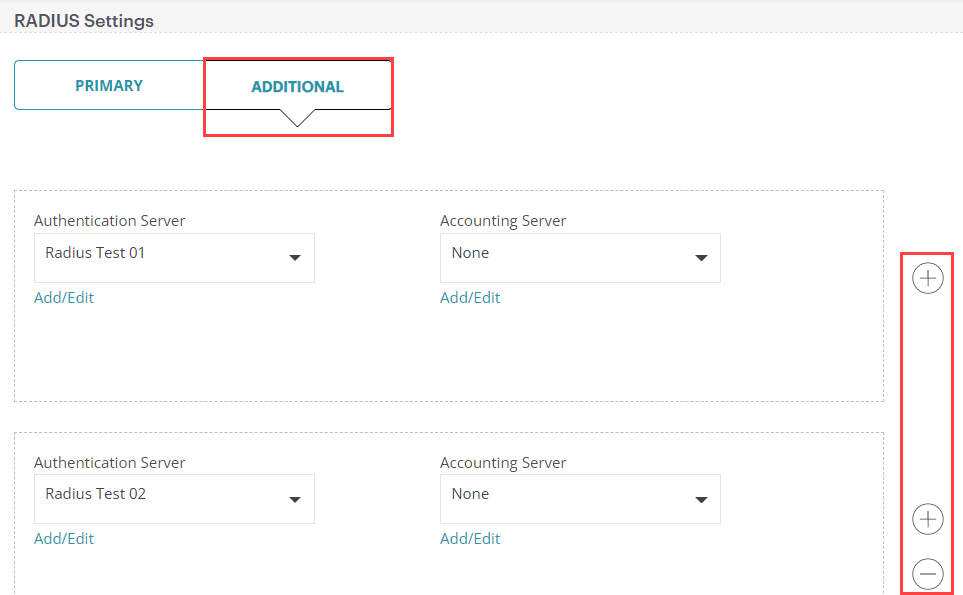 RADIUS Settings
PRIMARY
ADDITIONAL
Authentication Server
Accounting Server
Radius Test 01
None
Add/Edit
Add/Edit
Authentication Server
Accounting Server
Radius Test 02
None
Add/Edit
Add/Edit